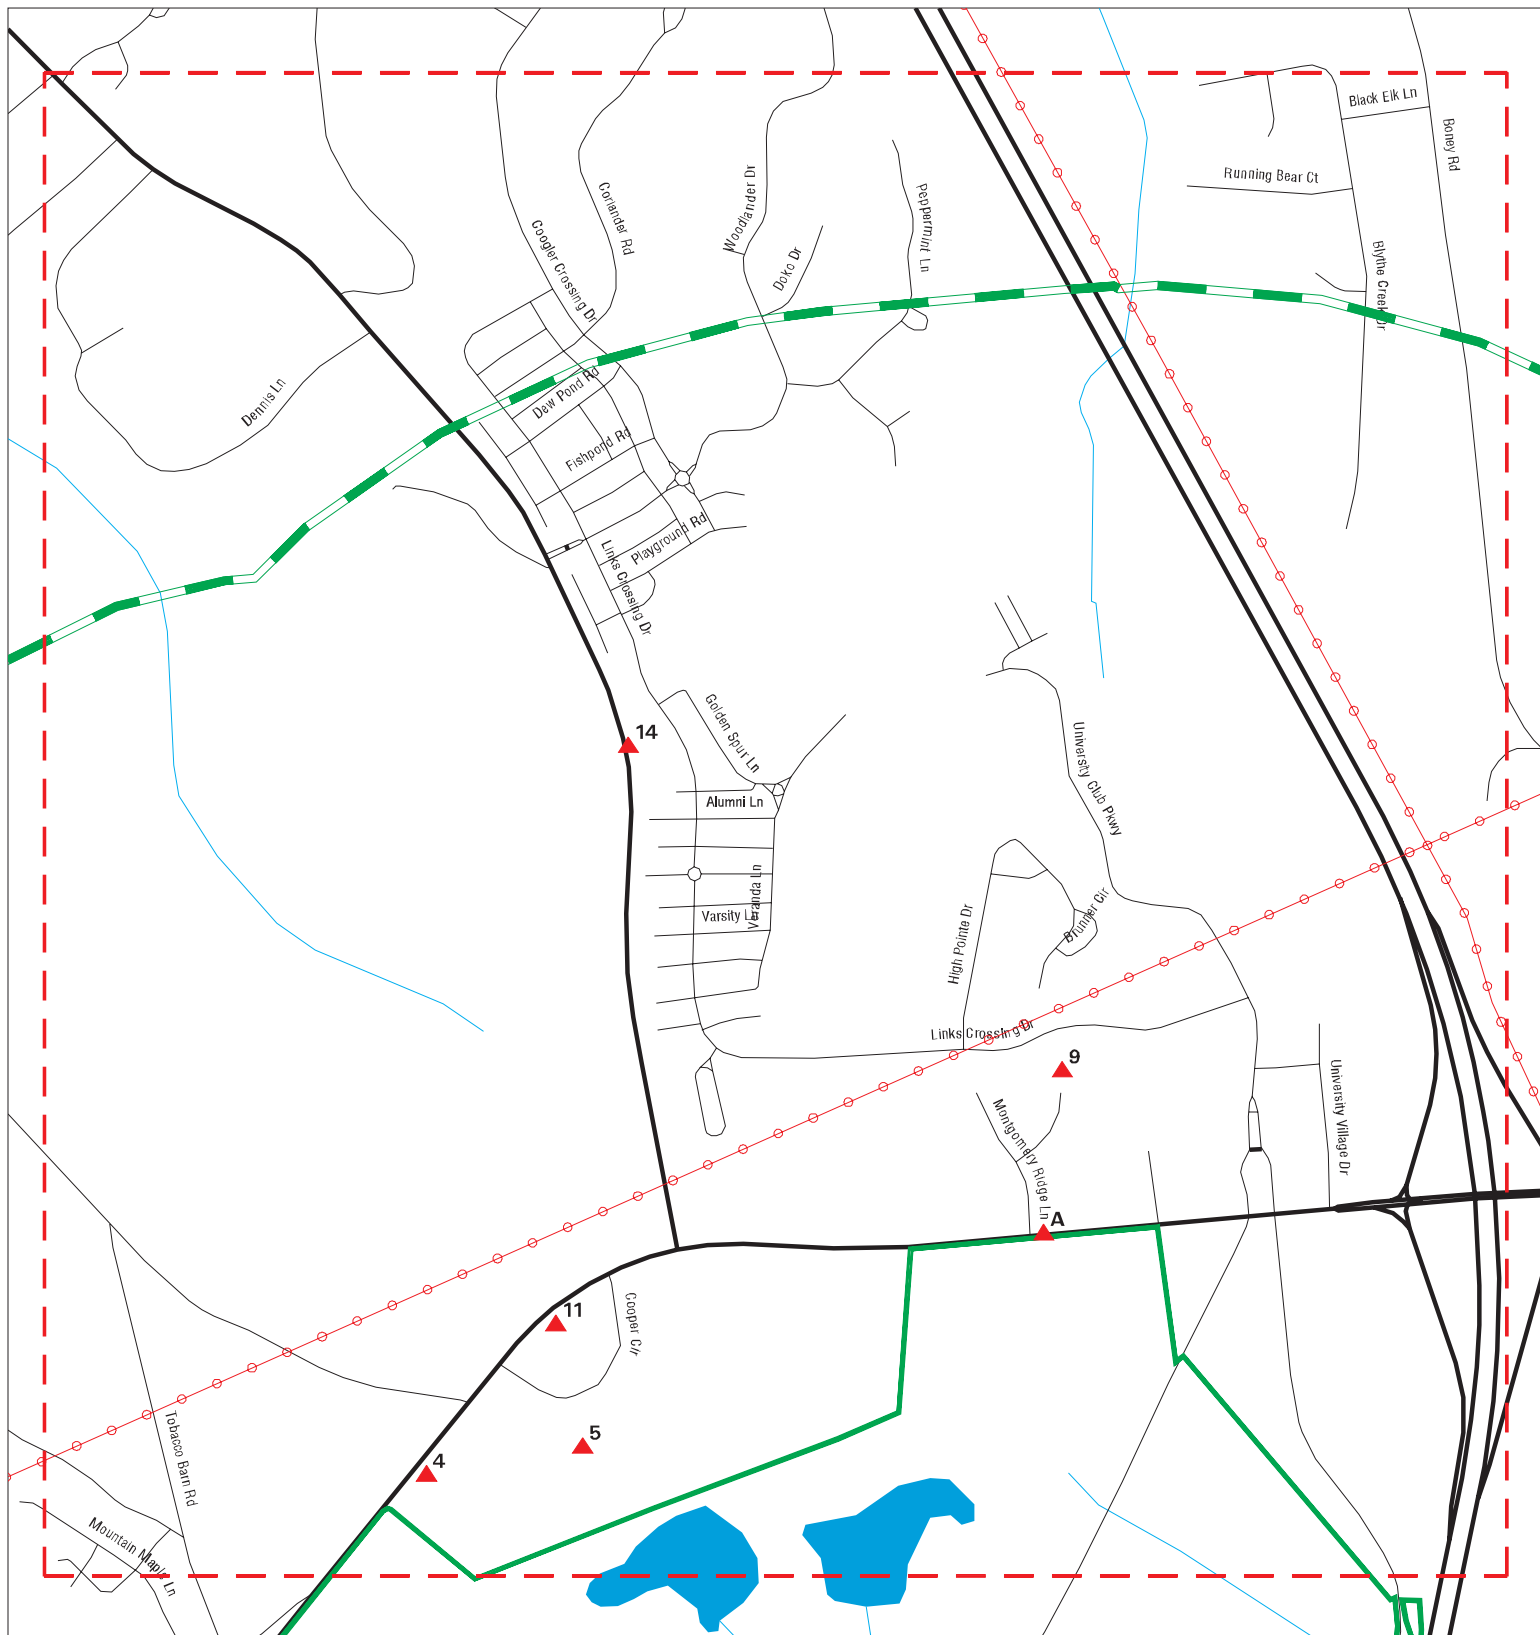 Black Elk Ln
Boney Rd
Running Bear Ct
Blythe Creek Dr
Peppermint Ln
Woodlander Dr
Doko Dr
Coriander Rd
Coogler Crossing Dr
Dennis Ln
Dew Pond Rd
Fishpond Rd
Playground Rd
Links Crossing Dr
14
Golden Spur Ln
Alumni Ln
University Club Pkwy
Veranda Ln
Varsity Ln
High Pointe Dr
Brunner Cir
Links Crossing Dr
9
Montgomery Ridge Ln
University Village Dr
A
11
Cooper Cir
5
4
Tobacco Barn Rd
Mountain Maple Ln